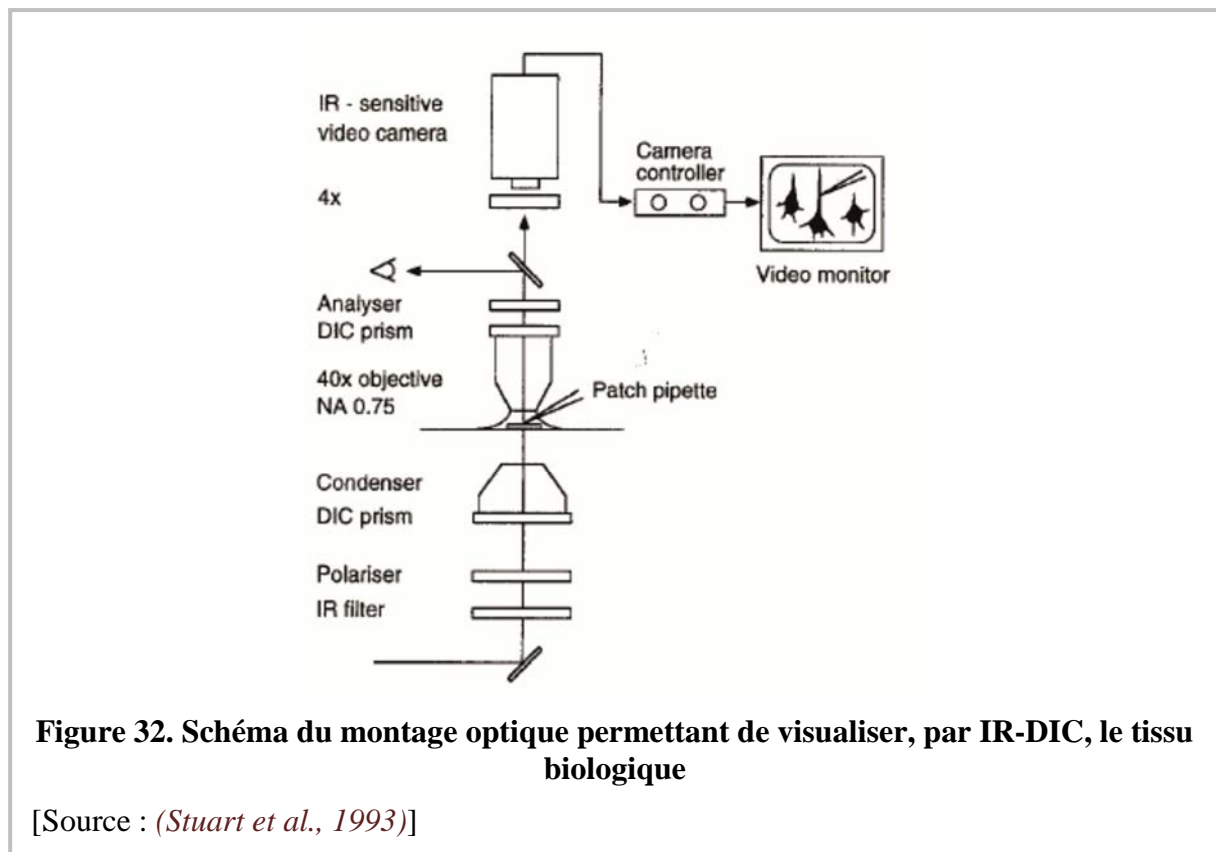 IR - sensitive
video camera
Camera
controller
4x
Video monitor
Analyser
DIC prism
40x objective
NA 0.75
Patch pipette
Condenser
DIC prism
Polariser
IR filter
Figure 32. Schéma du montage optique permettant de visualiser, par IR-DIC, le tissu
biologique
[Source : (Stuart et al., 1993)]